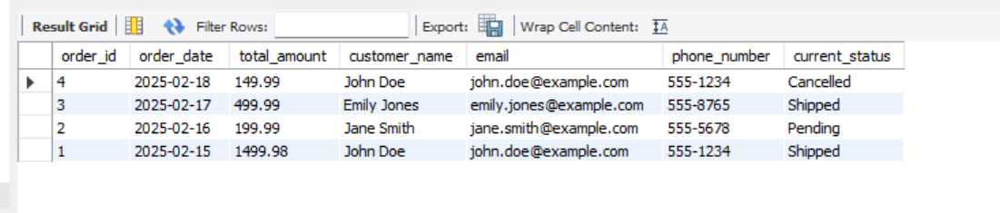 Result Grid Filter Rows: Export: Wrap Cell Content: IA
order_id order_date total_amount customer_name email phone_number current_status
4 2025-02-18 149.99 John Doe john.doe@example.com 555-1234 Cancelled
3 2025-02-17 499.99 Emily Jones emily.jones@example.com 555-8765 Shipped
2 2025-02-16 199.99 Jane Smith jane.smith@example.com 555-5678 Pending
1 2025-02-15 1499.98 John Doe john.doe@example.com 555-1234 Shipped